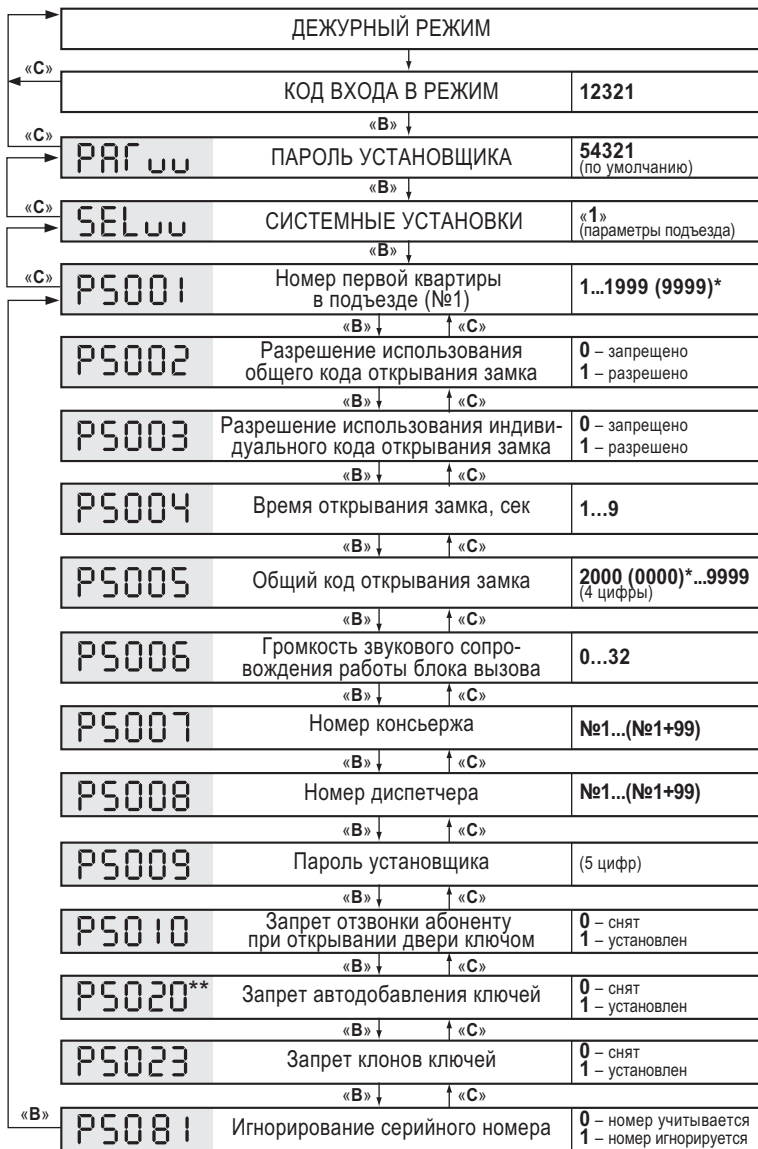 ДЕЖУРНЫЙ РЕЖИМ
«С»
КОД ВХОДА В РЕЖИМ
12321
«В»
«С»
PAГ
ПАРОЛЬ УСТАНОВЩИКА
54321
(по умолчанию)
«В»
«С»
SEL
СИСТЕМНЫЕ УСТАНОВКИ
«1»
(параметры подъезда)
«В»
«С»
PS001
Номер первой квартиры
в подъезде (№1)
1...1999 (9999)*
«В» «С»
PS002
Разрешение использования
общего кода открывания замка
0 – запрещено
1 – разрешено
«В» «С»
PS003
Разрешение использования индиви-
дуального кода открывания замка
0 – запрещено
1 – разрешено
«В» «С»
PS004
Время открывания замка, сек
1...9
«В» «С»
PS005
Общий код открывания замка
2000 (0000)*...9999
(4 цифры)
«В» «С»
PS006
Громкость звукового сопро-
вождения работы блока вызова
0...32
«В» «С»
PS007
Номер консьержа
№1...(№1+99)
«В» «С»
PS008
Номер диспетчера
№1...(№1+99)
«В» «С»
PS009
Пароль установщика
(5 цифр)
«В» «С»
PS010
Запрет отзвонки абоненту
при открывании двери ключом
0 – снят
1 – установлен
«В» «С»
PS020**
Запрет автодобавления ключей
0 – снят
1 – установлен
«В» «С»
PS023
Запрет клонов ключей
0 – снят
1 – установлен
«В» «С»
«В»
PS081
Игнорирование серийного номера
0 – номер учитывается
1 – номер игнорируется